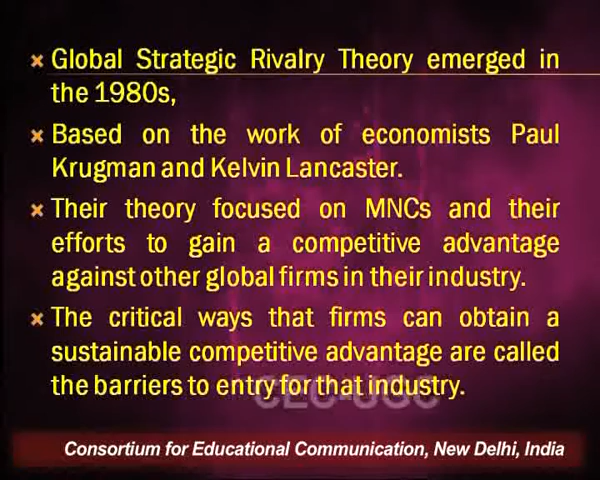 × Global Strategic Rivalry Theory emerged in
the 1980s,
× Based on the work of economists Paul
Krugman and Kelvin Lancaster.
× Their theory focused on MNCs and their
efforts to gain a competitive advantage
against other global firms in their industry.
× The critical ways that firms can obtain a
sustainable competitive advantage are called
the barriers to entry for that industry.
CEC-UGC
Consortium for Educational Communication, New Delhi, India